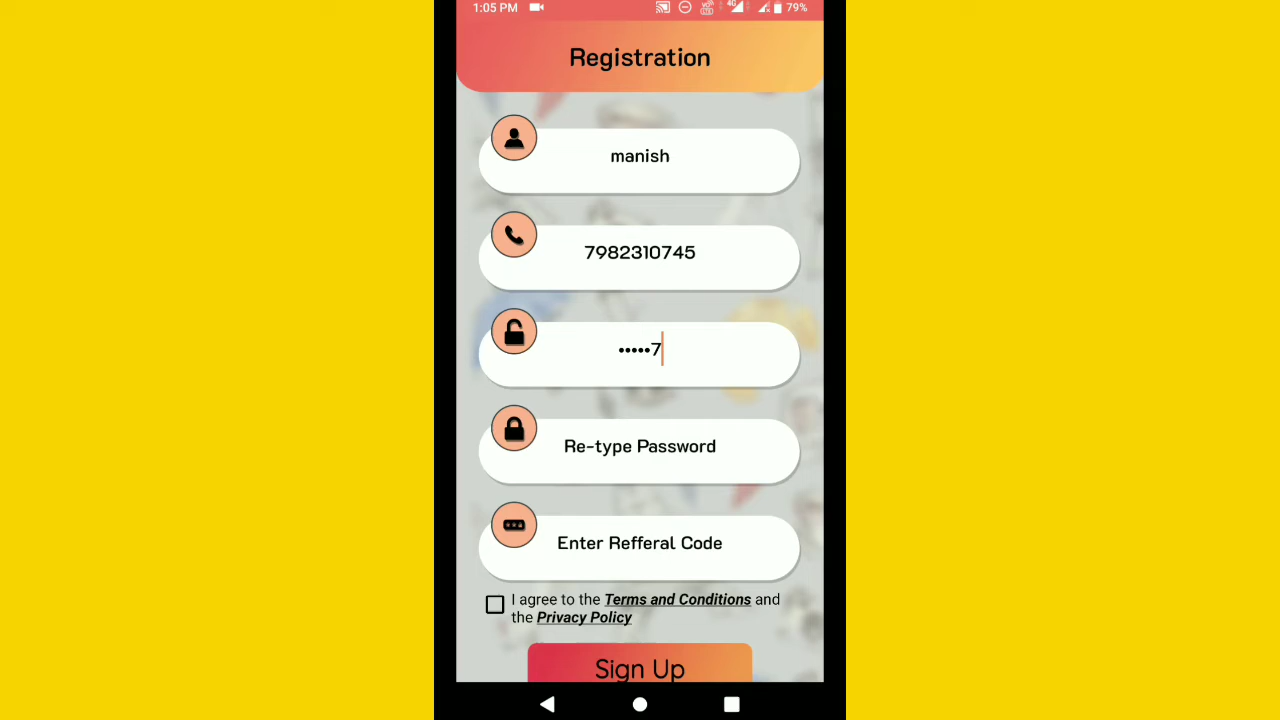 1:05 PM 4G 79%
Registration
manish
7982310745
•••••7
Re-type Password
Enter Refferal Code
I agree to the Terms and Conditions and
the Privacy Policy
Sign Up